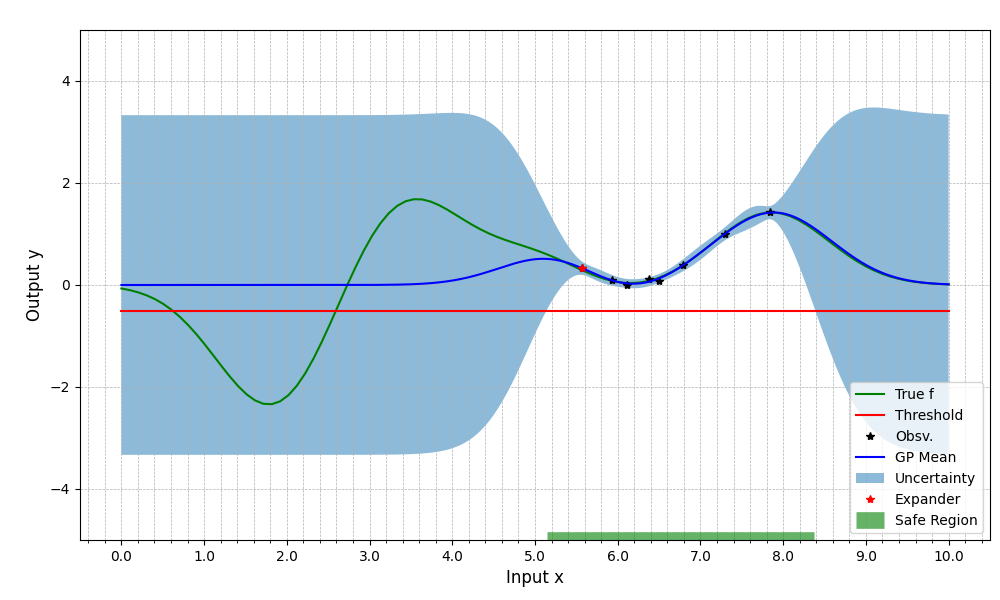 Output y
4
2
0
−2
−4
0.0 1.0 2.0 3.0 4.0 5.0 6.0 7.0 8.0 9.0 10.0
Input x
True f
Threshold
Obsv.
GP Mean
Uncertainty
Expander
Safe Region